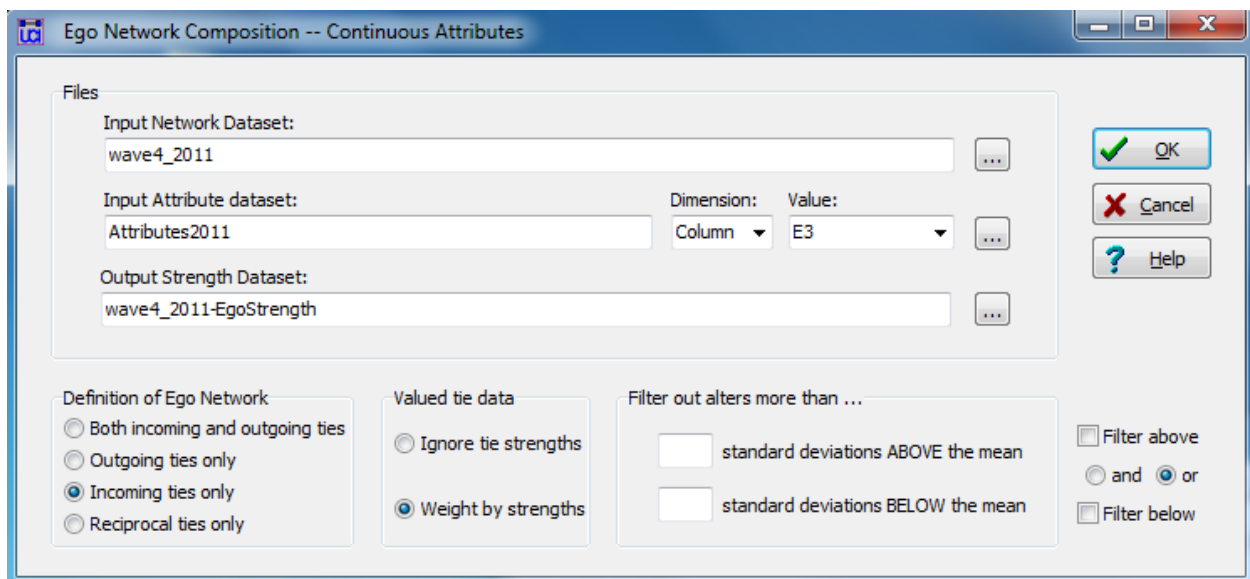 UCI Ego Network Composition -- Continuous Attributes
Files
Input Network Dataset:
wave4_2011
...
OK
Input Attribute dataset: Dimension: Value:
Attributes2011 Column E3
...
Cancel
Output Strength Dataset:
wave4_2011-EgoStrength
...
Help
Definition of Ego Network
Both incoming and outgoing ties
Outgoing ties only
Incoming ties only
Reciprocal ties only
Valued tie data
Ignore tie strengths
Weight by strengths
Filter out alters more than ...
standard deviations ABOVE the mean
standard deviations BELOW the mean
Filter above
and or
Filter below